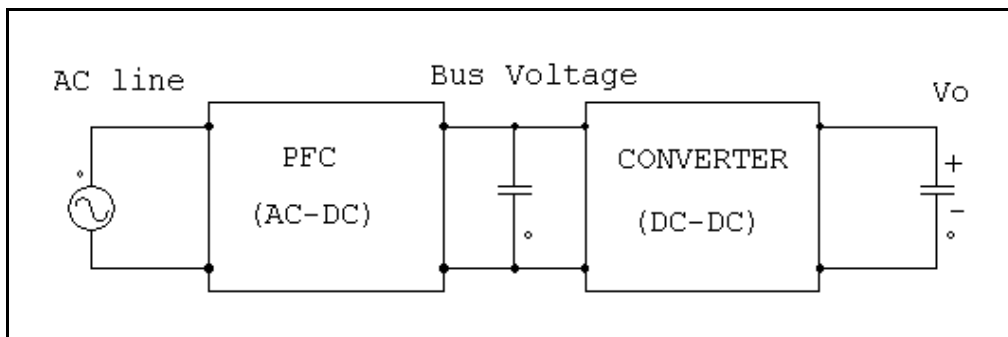 AC line
Bus Voltage
Vo
PFC
(AC-DC)
CONVERTER
(DC-DC)
+
-